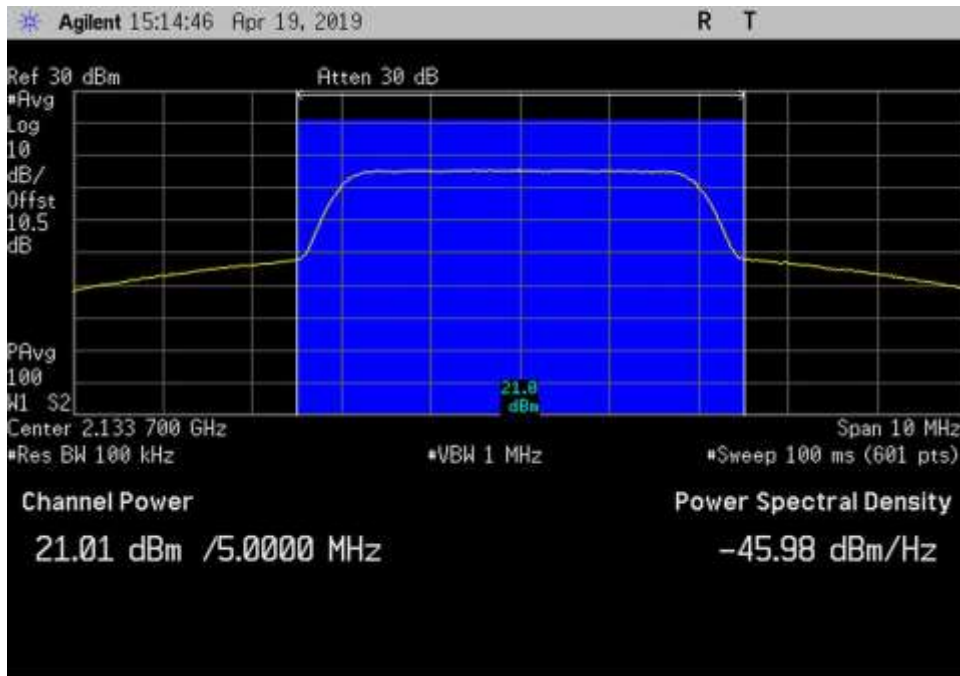 Agilent 15:14:46 Apr 19, 2019 R T
Ref 30 dBm Atten 30 dB
#Avg
Log
10
dB/
Offst
10.5
dB
PAvg
100
W1 S2
21.0
dBm
Center 2.133 700 GHz Span 10 MHz
#Res BW 100 kHz #VBW 1 MHz #Sweep 100 ms (601 pts)
Channel Power Power Spectral Density
21.01 dBm /5.0000 MHz -45.98 dBm/Hz